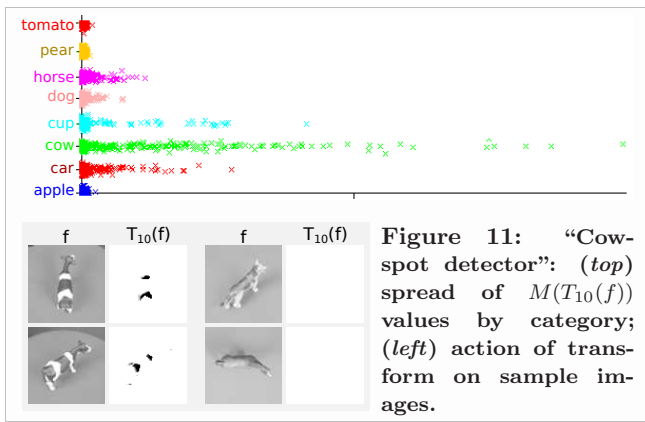 tomato
pear
horse
dog
cup
cow
car
apple
f T₁₀(f) f T₁₀(f)
Figure 11: “Cow-
spot detector”: (top)
spread of M(T₁₀(f))
values by category;
(left) action of trans-
form on sample im-
ages.